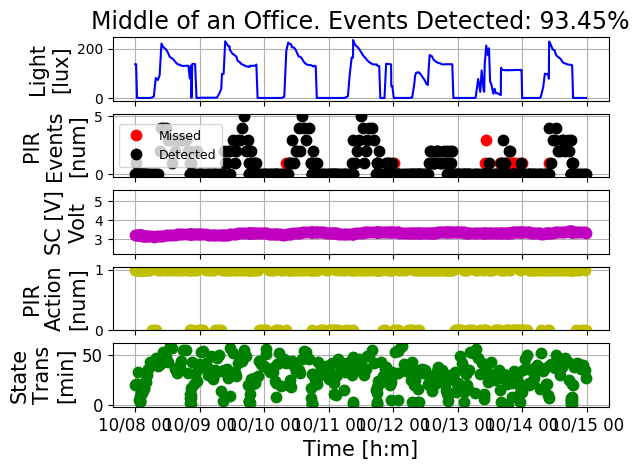 Middle of an Office. Events Detected: 93.45%
Light
[lux]
200
0
PIR
Events
[num]
5
0
Missed
Detected
SC [V]
Volt
5
4
3
PIR
Action
[num]
1
0
State
Trans
[min]
50
0
10/08 00 10/09 00 10/10 00 10/11 00 10/12 00 10/13 00 10/14 00 10/15 00
Time [h:m]